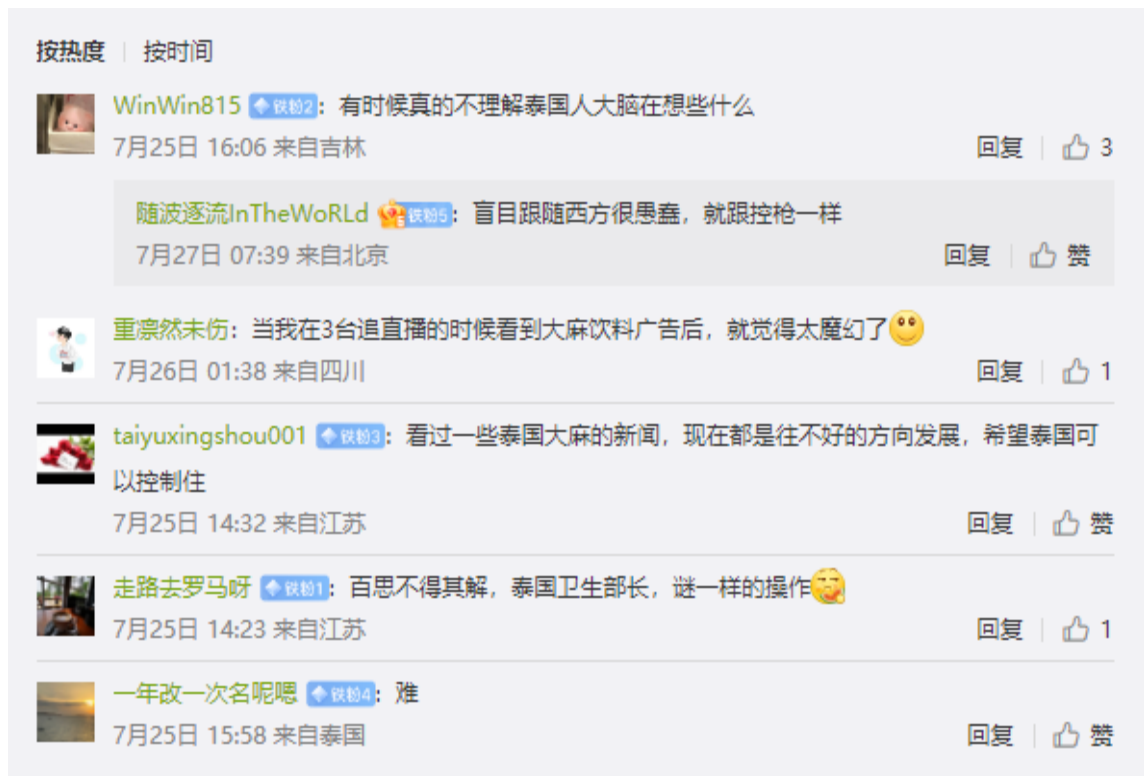 按热度 | 按时间
WinWin815 铁粉2：有时候真的不理解泰国人大脑在想些什么
7月25日 16:06 来自吉林 回复 | 3
随波逐流InTheWoRLd 铁粉5：盲目跟随西方很愚蠢，就跟控枪一样
7月27日 07:39 来自北京 回复 | 赞
重凛然未伤：当我在3台追直播的时候看到大麻饮料广告后，就觉得太魔幻了
7月26日 01:38 来自四川 回复 | 1
taiyuxingshou001 铁粉3：看过一些泰国大麻的新闻，现在都是往不好的方向发展，希望泰国可
以控制住
7月25日 14:32 来自江苏 回复 | 赞
走路去罗马呀 铁粉1：百思不得其解，泰国卫生部长，谜一样的操作
7月25日 14:23 来自江苏 回复 | 1
一年改一次名呢嗯 铁粉4：难
7月25日 15:58 来自泰国 回复 | 赞